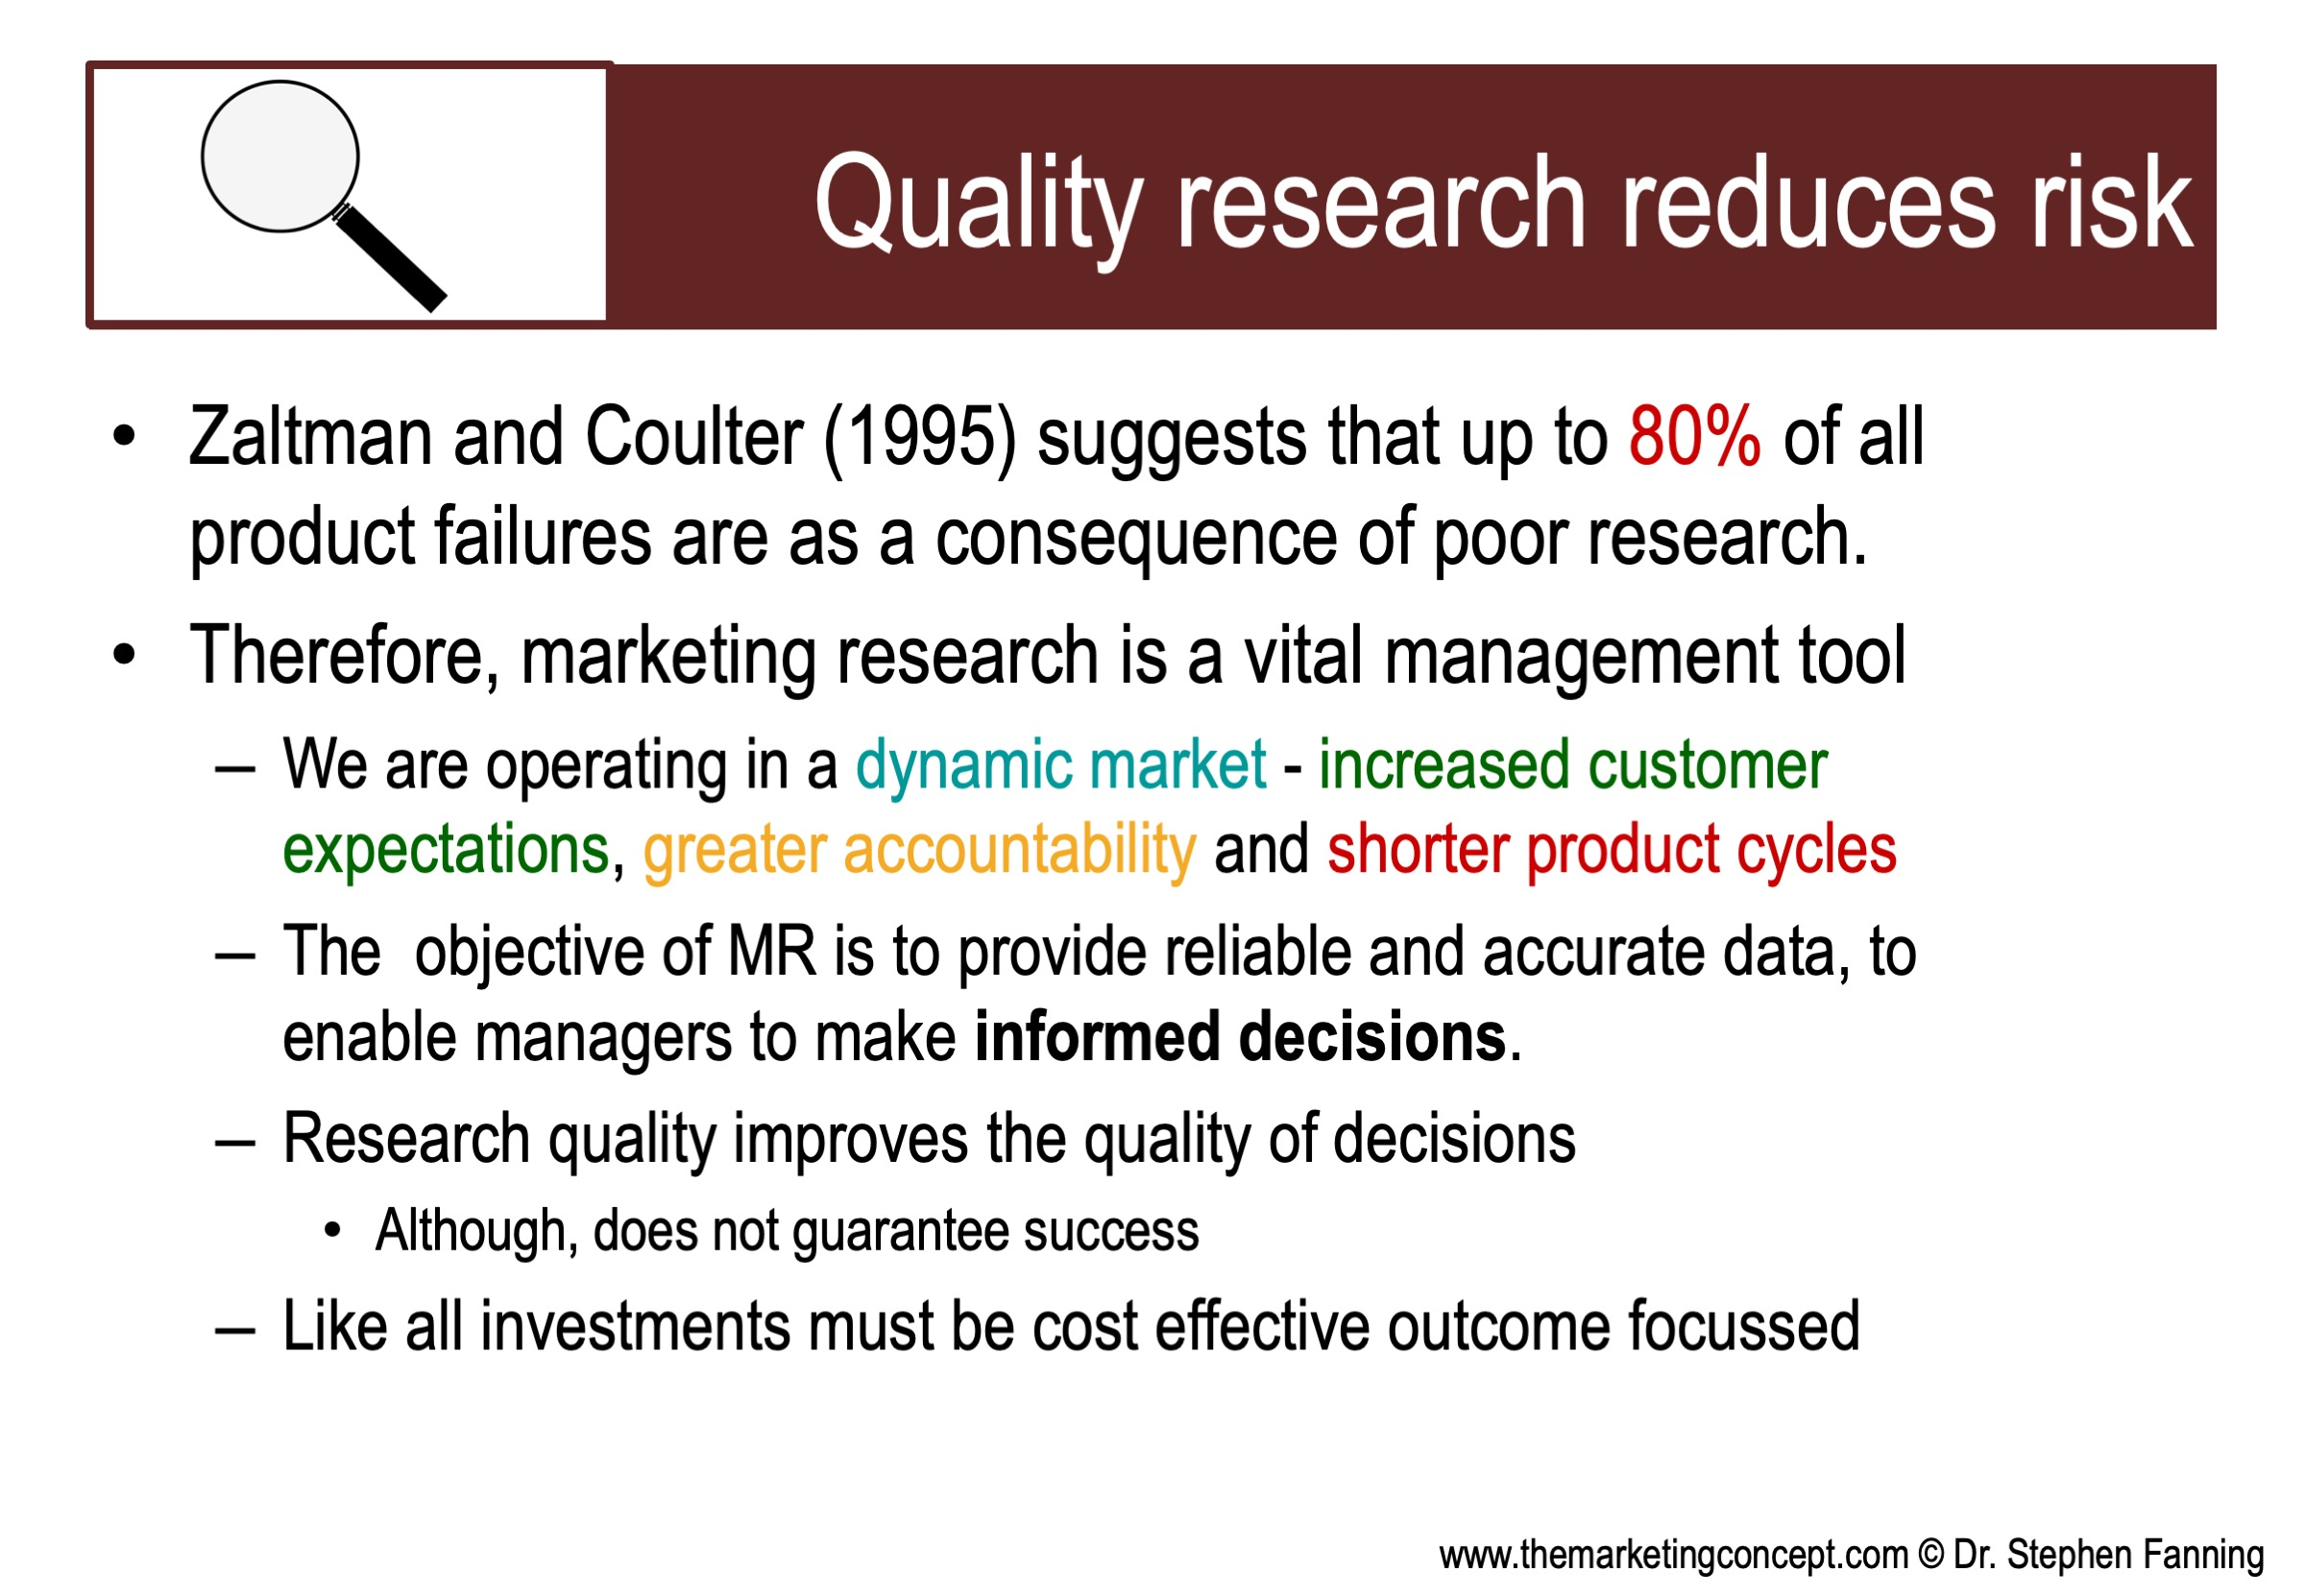 Quality research reduces risk
• Zaltman and Coulter (1995) suggests that up to 80% of all
product failures are as a consequence of poor research.
• Therefore, marketing research is a vital management tool
– We are operating in a dynamic market - increased customer
expectations, greater accountability and shorter product cycles
– The  objective of MR is to provide reliable and accurate data, to
enable managers to make informed decisions.
– Research quality improves the quality of decisions
• Although, does not guarantee success
– Like all investments must be cost effective outcome focussed
www.themarketingconcept.com © Dr. Stephen Fanning